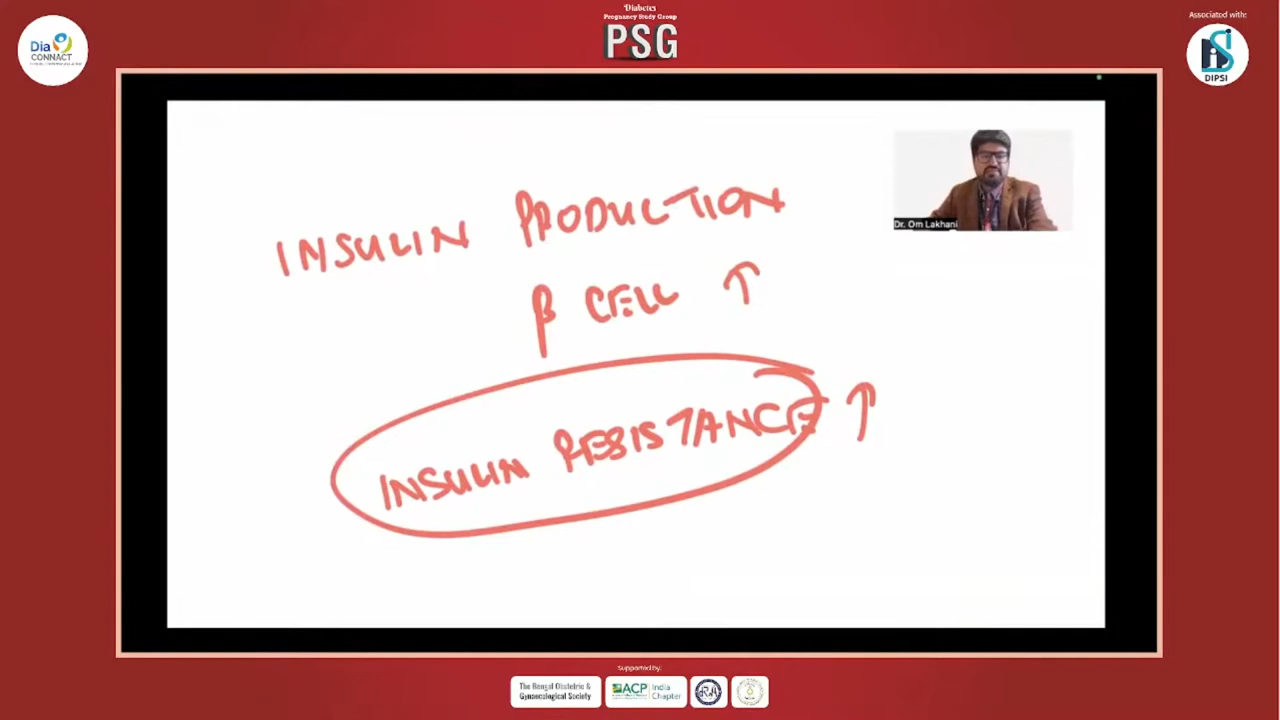 Diabetes
Pregnancy Study Group
PSG
Dia
CONNACT
Associated with:
DIPSI
INSULIN PRODUCTION
β CELL ↑
INSULIN RESISTANCE ↑
Dr. Om Lakhani
Supported by:
The Bengal Obstetric &
Gynaecological Society
ACP India
Chapter